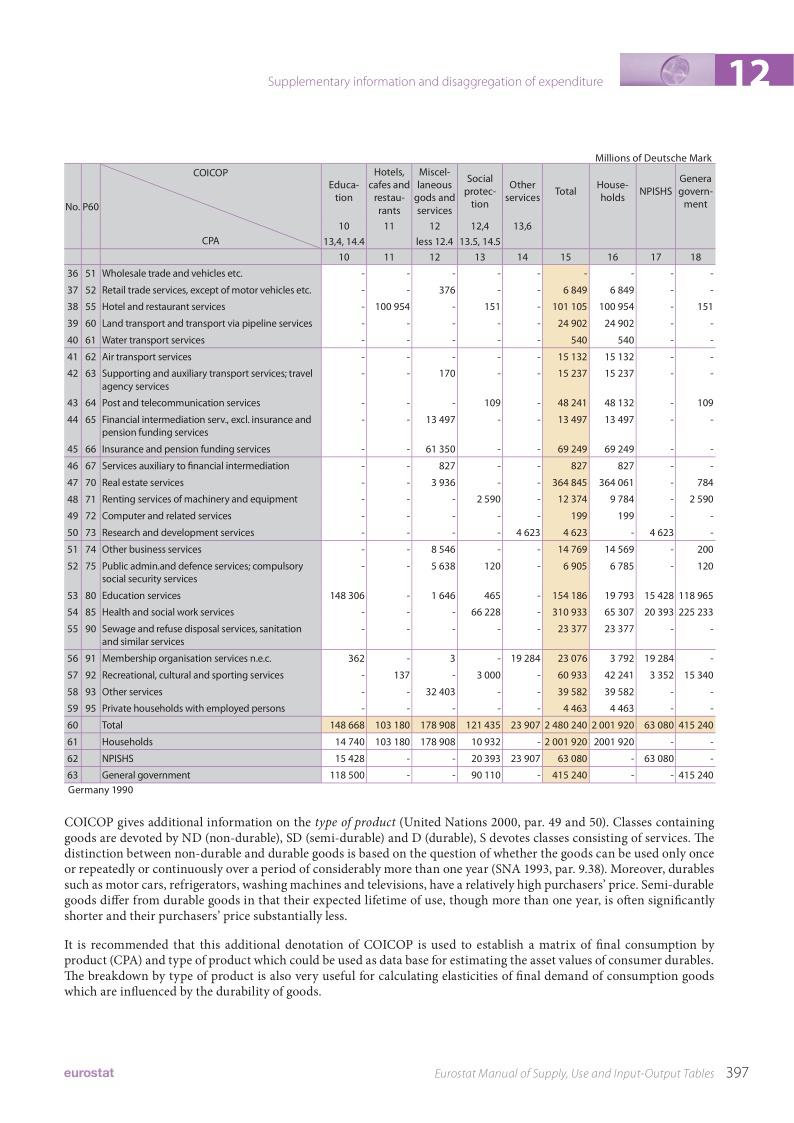 Supplementary information and disaggregation of expenditure 12
Millions of Deutsche Mark
No. P60 COICOP CPA Educa-tion Hotels, cafes and restau-rants Miscel-laneous gods and services Social protec-tion Other services Total House-holds NPISHS Genera govern-ment
10 11 12 12,4 13,6
13,4, 14.4 less 12.4 13.5, 14.5
10 11 12 13 14 15 16 17 18
36 51 Wholesale trade and vehicles etc. - - - - - - - - -
37 52 Retail trade services, except of motor vehicles etc. - - 376 - - 6 849 6 849 - -
38 55 Hotel and restaurant services - 100 954 - 151 - 101 105 100 954 - 151
39 60 Land transport and transport via pipeline services - - - - - 24 902 24 902 - -
40 61 Water transport services - - - - - 540 540 - -
41 62 Air transport services - - - - - 15 132 15 132 - -
42 63 Supporting and auxiliary transport services; travel - - 170 - - 15 237 15 237 - -
agency services
43 64 Post and telecommunication services - - - 109 - 48 241 48 132 - 109
44 65 Financial intermediation serv., excl. insurance and - - 13 497 - - 13 497 13 497 - -
pension funding services
45 66 Insurance and pension funding services - - 61 350 - - 69 249 69 249 - -
46 67 Services auxiliary to financial intermediation - - 827 - - 827 827 - -
47 70 Real estate services - - 3 936 - - 364 845 364 061 - 784
48 71 Renting services of machinery and equipment - - - 2 590 - 12 374 9 784 - 2 590
49 72 Computer and related services - - - - - 199 199 - -
50 73 Research and development services - - - - 4 623 4 623 - 4 623 -
51 74 Other business services - - 8 546 - - 14 769 14 569 - 200
52 75 Public admin.and defence services; compulsory - - 5 638 120 - 6 905 6 785 - 120
social security services
53 80 Education services 148 306 - 1 646 465 - 154 186 19 793 15 428 118 965
54 85 Health and social work services - - - 66 228 - 310 933 65 307 20 393 225 233
55 90 Sewage and refuse disposal services, sanitation - - - - - 23 377 23 377 - -
and similar services
56 91 Membership organisation services n.e.c. 362 - 3 - 19 284 23 076 3 792 19 284 -
57 92 Recreational, cultural and sporting services - 137 - 3 000 - 60 933 42 241 3 352 15 340
58 93 Other services - - 32 403 - - 39 582 39 582 - -
59 95 Private households with employed persons - - - - - 4 463 4 463 - -
60 Total 148 668 103 180 178 908 121 435 23 907 2 480 240 2 001 920 63 080 415 240
61 Households 14 740 103 180 178 908 10 932 - 2 001 920 2001 920 - -
62 NPISHS 15 428 - - 20 393 23 907 63 080 - 63 080 -
63 General government 118 500 - - 90 110 - 415 240 - - 415 240
Germany 1990
COICOP gives additional information on the type of product (United Nations 2000, par. 49 and 50). Classes containing
goods are devoted by ND (non-durable), SD (semi-durable) and D (durable), S devotes classes consisting of services. The
distinction between non-durable and durable goods is based on the question of whether the goods can be used only once
or repeatedly or continuously over a period of considerably more than one year (SNA 1993, par. 9.38). Moreover, durables
such as motor cars, refrigerators, washing machines and televisions, have a relatively high purchasers’ price. Semi-durable
goods differ from durable goods in that their expected lifetime of use, though more than one year, is often significantly
shorter and their purchasers’ price substantially less.
It is recommended that this additional denotation of COICOP is used to establish a matrix of final consumption by
product (CPA) and type of product which could be used as data base for estimating the asset values of consumer durables.
The breakdown by type of product is also very useful for calculating elasticities of final demand of consumption goods
which are influenced by the durability of goods.
eurostat Eurostat Manual of Supply, Use and Input-Output Tables 397